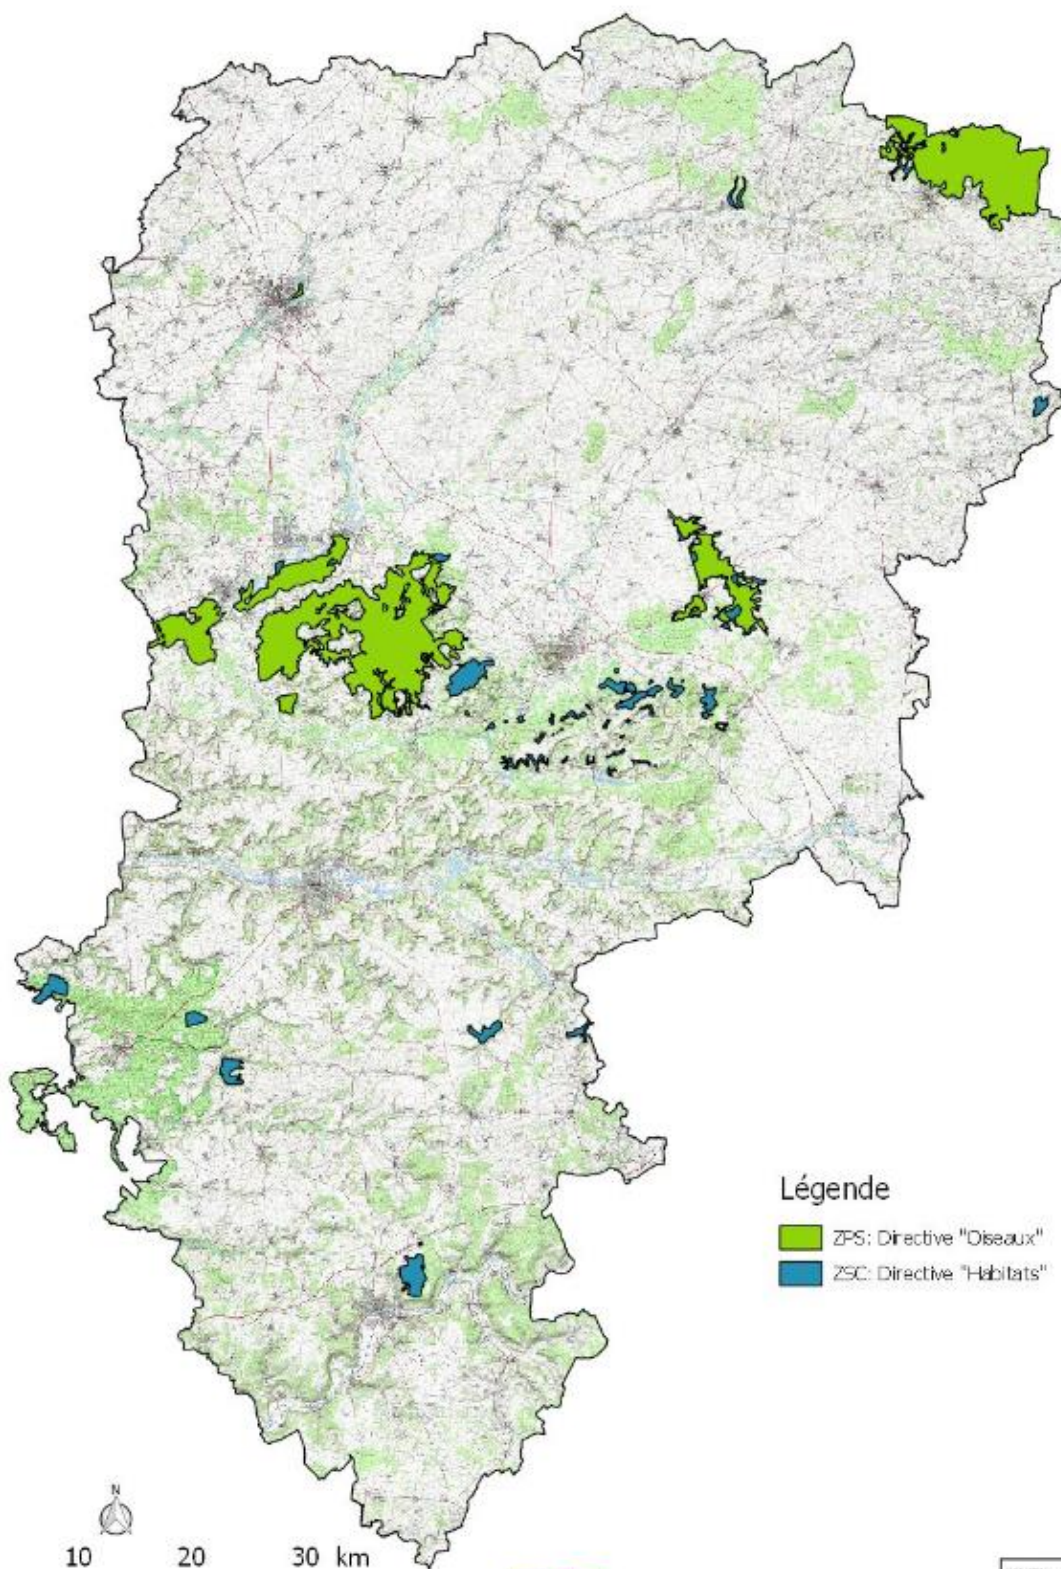 Légende
ZPS: Directive "Oiseaux"
ZSC: Directive "Habitats"
N
10 20 30 km